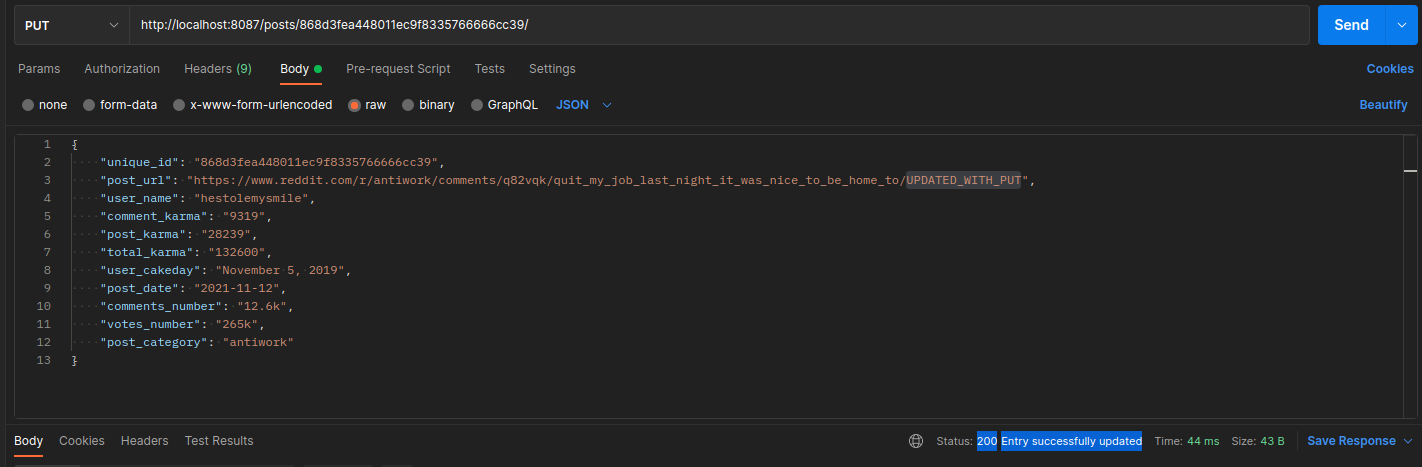 PUT http://localhost:8087/posts/868d3fea448011ec9f8335766666cc39/ Send
Params Authorization Headers (9) Body Pre-request Script Tests Settings Cookies
none form-data x-www-form-urlencoded raw binary GraphQL JSON Beautify
1 {
2 "unique_id": "868d3fea448011ec9f8335766666cc39",
3 "post_url": "https://www.reddit.com/r/antiwork/comments/q82vqk/quit_my_job_last_night_it_was_nice_to_be_home_to/UPDATED_WITH_PUT",
4 "user_name": "hestolemysmile",
5 "comment_karma": "9319",
6 "post_karma": "28239",
7 "total_karma": "132600",
8 "user_cakeday": "November 5, 2019",
9 "post_date": "2021-11-12",
10 "comments_number": "12.6k",
11 "votes_number": "265k",
12 "post_category": "antiwork"
13 }
Body Cookies Headers Test Results Status: 200 Entry successfully updated Time: 44 ms Size: 43 B Save Response